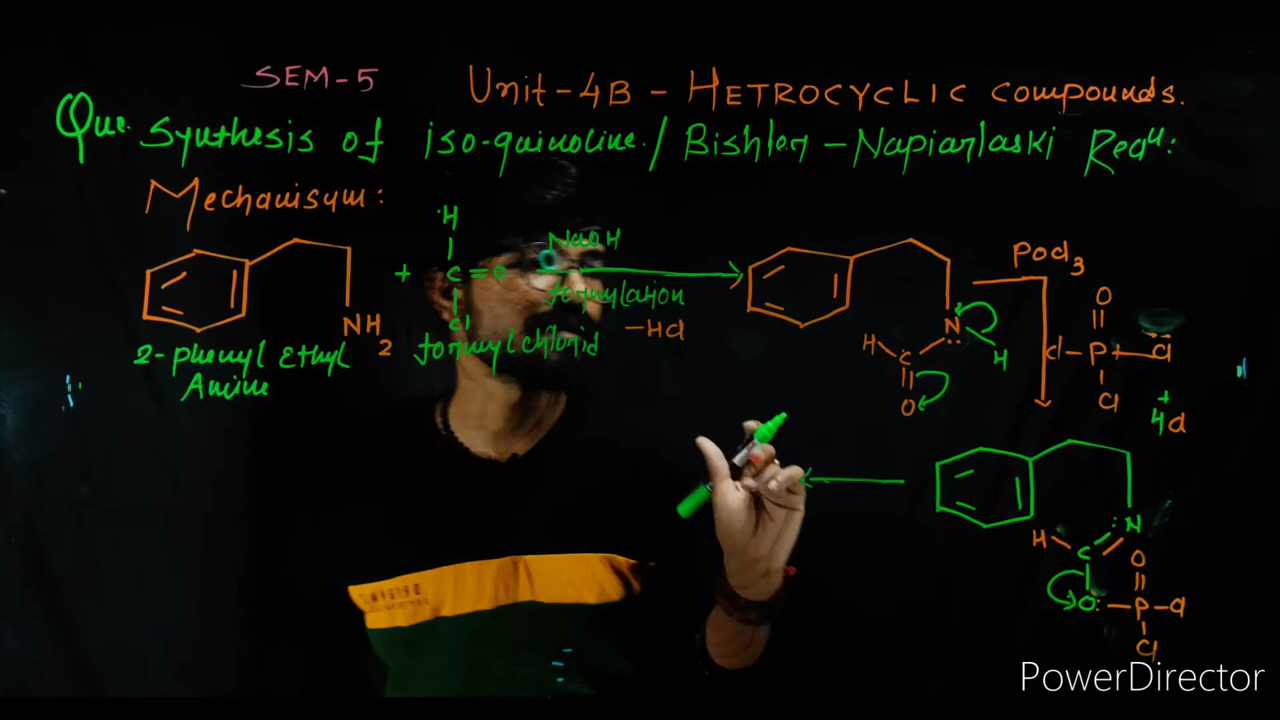 SEM-5
Unit-4B - HETROCYCLIC compounds.
Que. Synthesis of iso-quinoline / Bishler-Napiarlaski Reaⁿ:
Mechanisum:
H
C=O
Cl
+
NaOH
formylation
-HCl
NH2
2-phenyl Ethyl
Amine
formyl chlorid
N
H
H
C
O
POCl3
O
Cl-P-Cl
Cl
+
4Cl
N
H
C
O
O:-P-Cl
Cl
PowerDirector